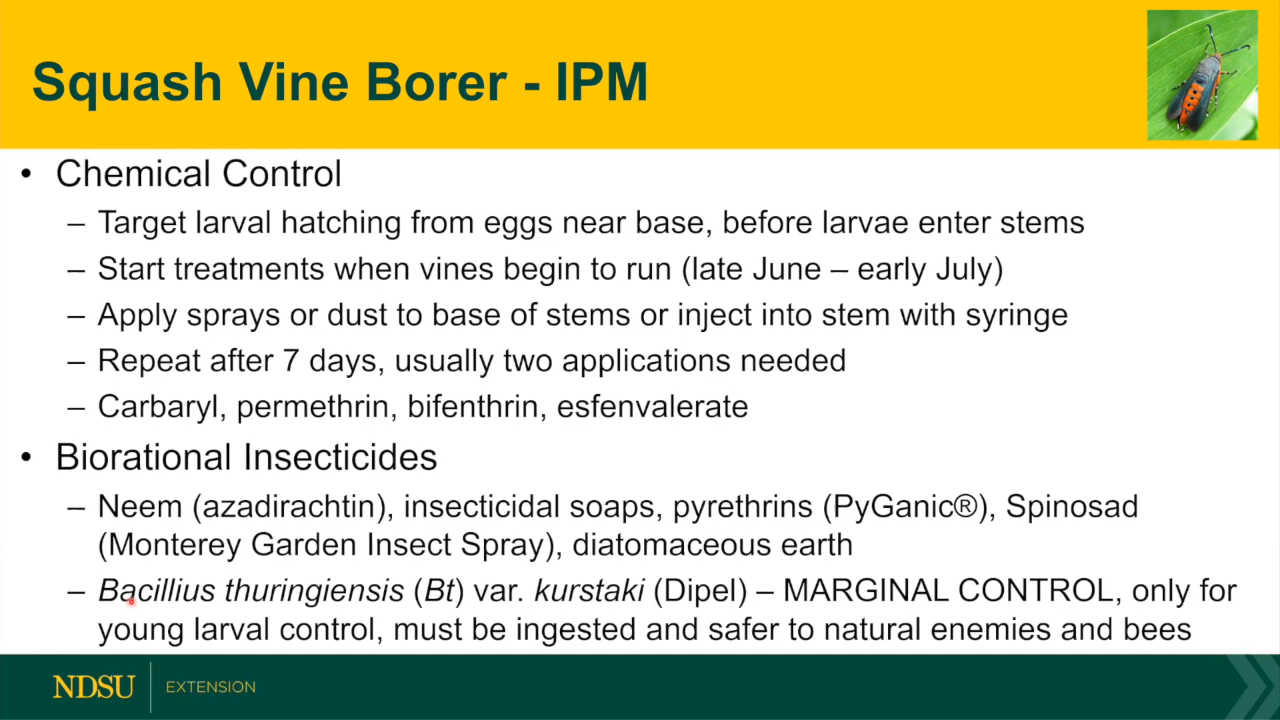 Squash Vine Borer - IPM
• Chemical Control
– Target larval hatching from eggs near base, before larvae enter stems
– Start treatments when vines begin to run (late June – early July)
– Apply sprays or dust to base of stems or inject into stem with syringe
– Repeat after 7 days, usually two applications needed
– Carbaryl, permethrin, bifenthrin, esfenvalerate
• Biorational Insecticides
– Neem (azadirachtin), insecticidal soaps, pyrethrins (PyGanic®), Spinosad
(Monterey Garden Insect Spray), diatomaceous earth
– Bacillius thuringiensis (Bt) var. kurstaki (Dipel) – MARGINAL CONTROL, only for
young larval control, must be ingested and safer to natural enemies and bees
NDSU EXTENSION